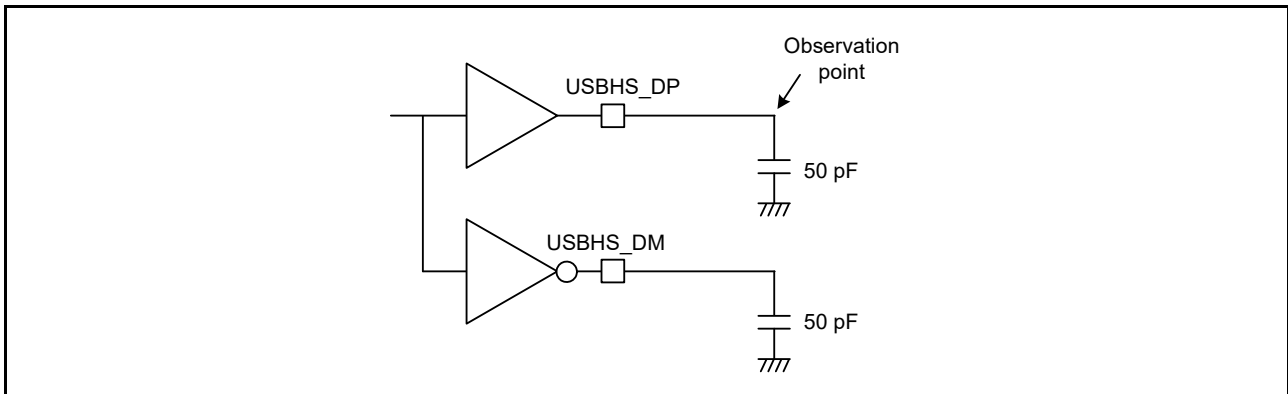 Observation
point
USBHS_DP
50 pF
USBHS_DM
50 pF